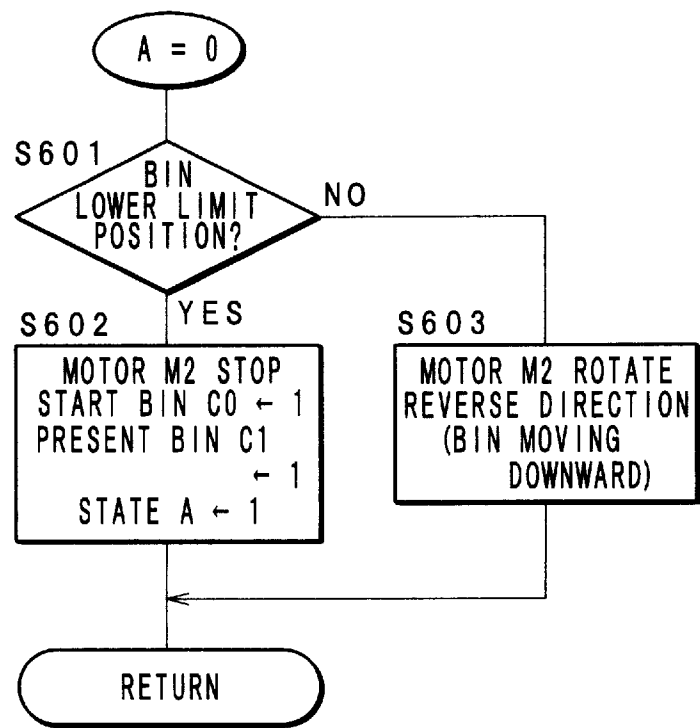 A = 0
S601
BIN
LOWER LIMIT
POSITION?
NO
YES
S602
MOTOR M2 STOP
START BIN C0 ← 1
PRESENT BIN C1
← 1
STATE A ← 1
S603
MOTOR M2 ROTATE
REVERSE DIRECTION
(BIN MOVING
DOWNWARD)
RETURN